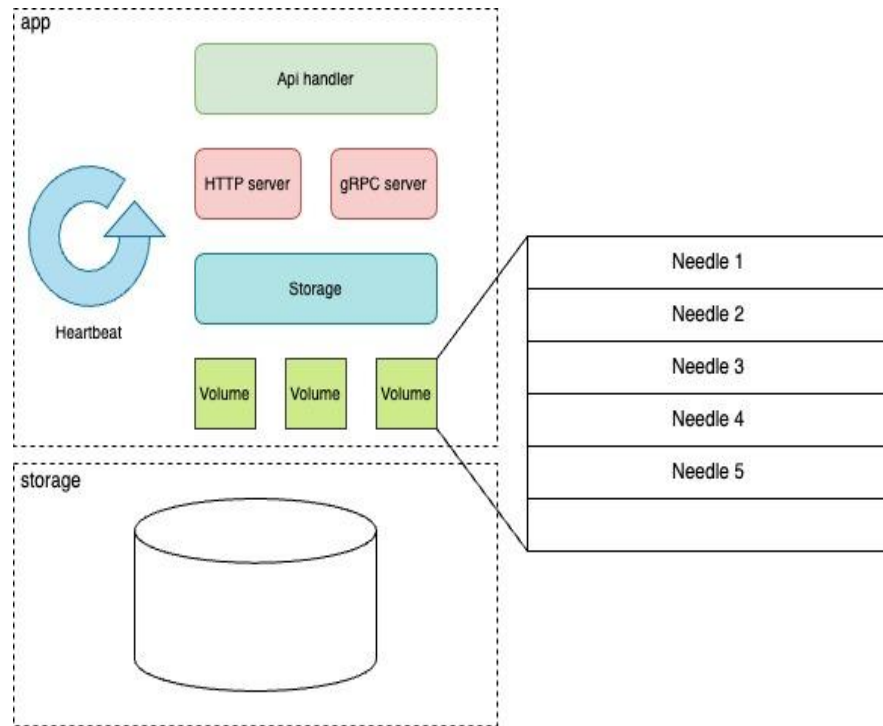 app
Api handler
HTTP server
gRPC server
Storage
Heartbeat
Volume
Volume
Volume
Needle 1
Needle 2
Needle 3
Needle 4
Needle 5
storage